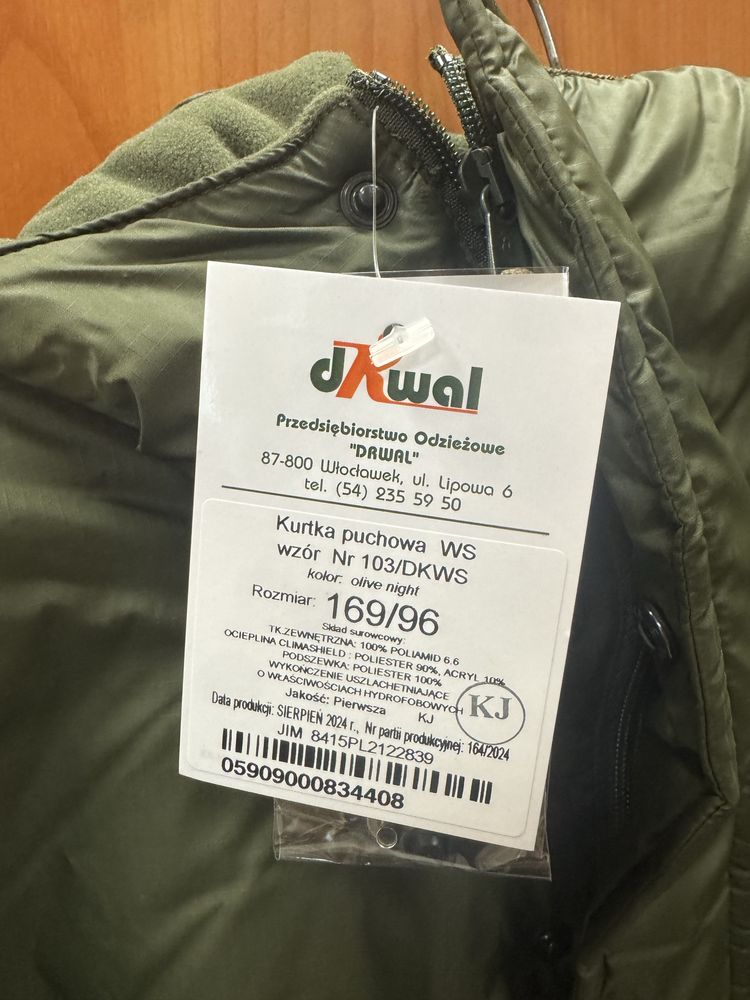 drwal
Przedsiębiorstwo Odzieżowe
"DRWAL"
87-800 Włocławek, ul. Lipowa 6
tel. (54) 235 59 50
Kurtka puchowa WS
wzór Nr 103/DKWS
kolor: olive night
Rozmiar: 169/96
Skład surowcowy:
TK.ZEWNĘTRZNA: 100% POLIAMID 6.6
OCIEPLINA CLIMASHIELD : POLIESTER 90%, ACRYL 10%
PODSZEWKA: POLIESTER 100%
WYKOŃCZENIE USZLACHETNIAJĄCE
O WŁAŚCIWOŚCIACH HYDROFOBOWYCH
Jakość: Pierwsza KJ
KJ
Data produkcji: SIERPIEŃ 2024 r., Nr partii produkcyjnej: 164/2024
JIM 8415PL2122839
05909000834408